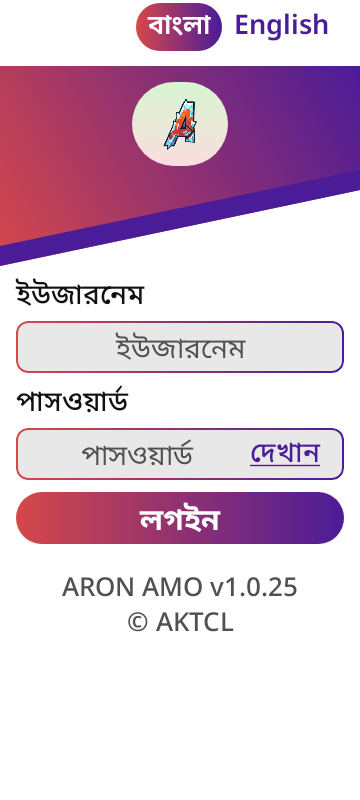 বাংলা English
A
ইউজারনেম
ইউজারনেম
পাসওয়ার্ড
পাসওয়ার্ড দেখান
লগইন
ARON AMO v1.0.25
© AKTCL